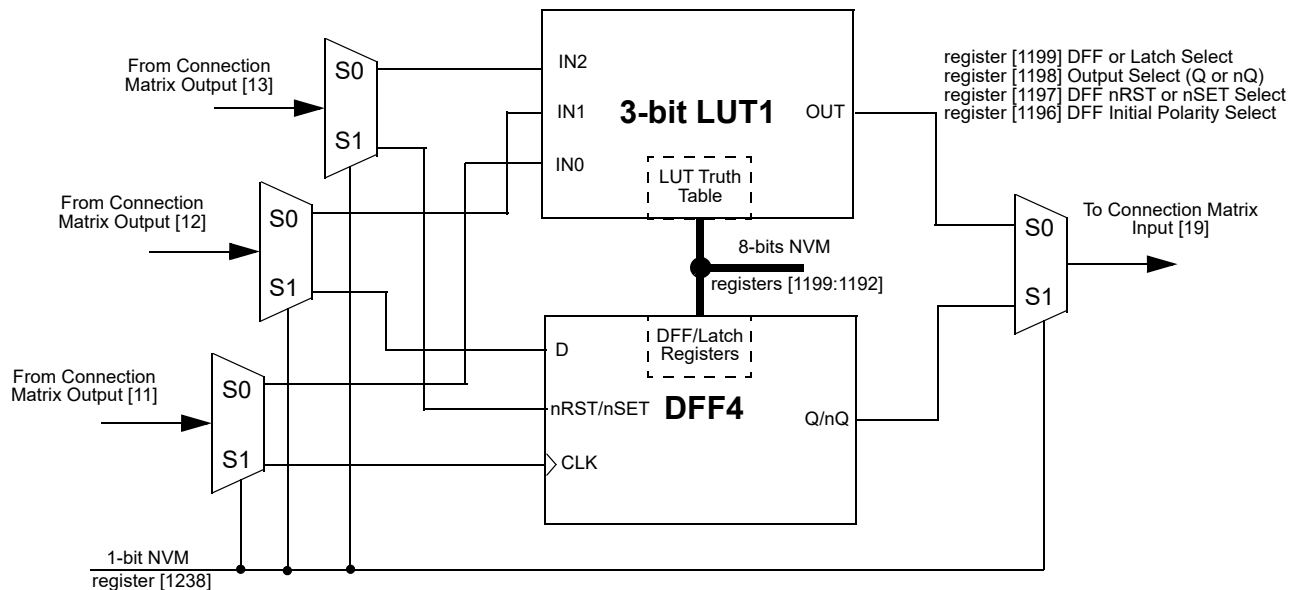 From Connection
Matrix Output [13]
S0
S1
IN2
IN1
IN0
3-bit LUT1
OUT
LUT Truth
Table
register [1199] DFF or Latch Select
register [1198] Output Select (Q or nQ)
register [1197] DFF nRST or nSET Select
register [1196] DFF Initial Polarity Select
From Connection
Matrix Output [12]
S0
S1
8-bits NVM
registers [1199:1192]
To Connection Matrix
Input [19]
S0
S1
From Connection
Matrix Output [11]
S0
S1
D
nRST/nSET
CLK
DFF/Latch
Registers
DFF4
Q/nQ
1-bit NVM
register [1238]